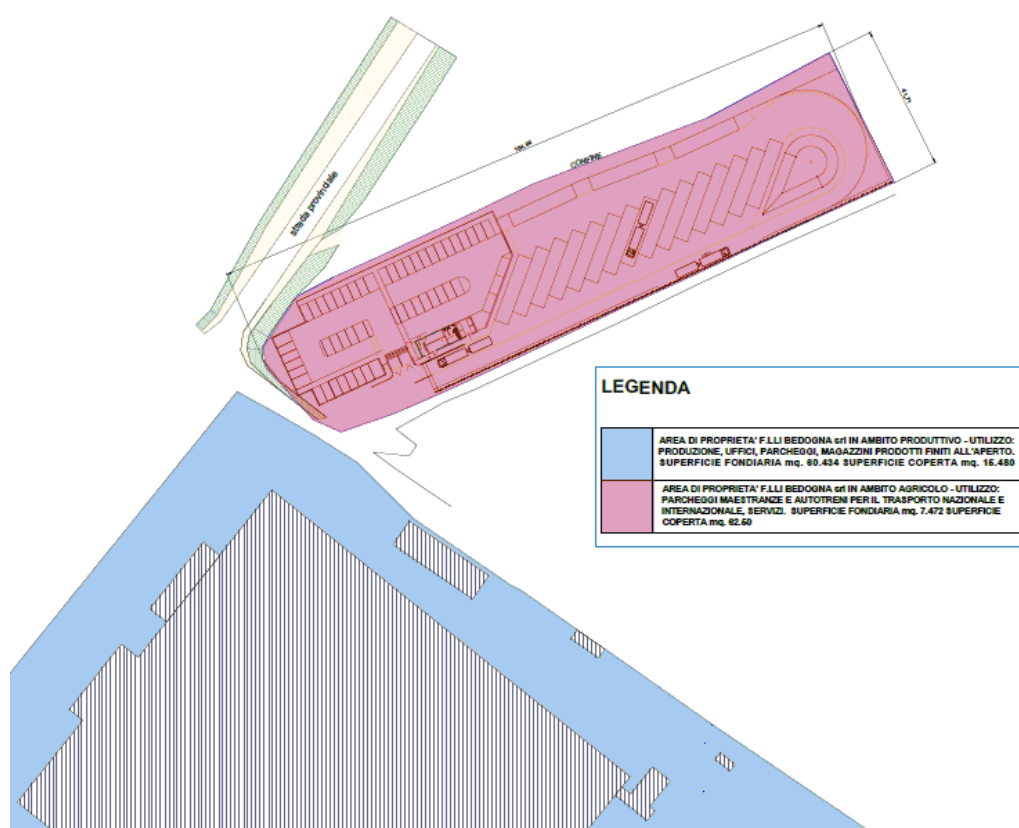 41,71
CONFINE
strada provinciale
LEGENDA
AREA DI PROPRIETA' F.LLI BEDOGNA srl IN AMBITO PRODUTTIVO - UTILIZZO:
PRODUZIONE, UFFICI, PARCHEGGI, MAGAZZINI PRODOTTI FINITI ALL'APERTO.
SUPERFICIE FONDIARIA mq. 60.434 SUPERFICIE COPERTA mq. 15.480
AREA DI PROPRIETA' F.LLI BEDOGNA srl IN AMBITO AGRICOLO - UTILIZZO:
PARCHEGGI MAESTRANZE E AUTOTRENI PER IL TRASPORTO NAZIONALE E
INTERNAZIONALE, SERVIZI. SUPERFICIE FONDIARIA mq. 7.472 SUPERFICIE
COPERTA mq. 62.50